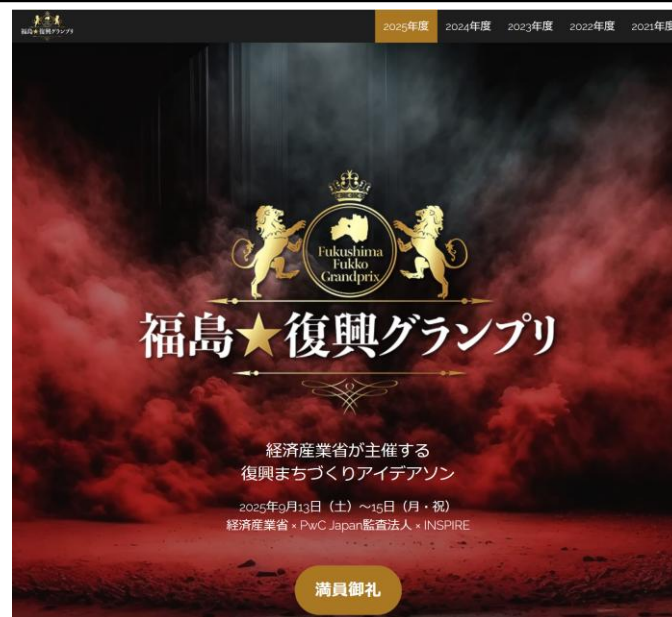 福島★復興グランプリ
2025年度
2024年度
2023年度
2022年度
2021年度
Fukushima
Fukko
Grandprix
福島★復興グランプリ
経済産業省が主催する
復興まちづくりアイデアソン
2025年9月13日（土）〜15日（月・祝）
経済産業省 × PwC Japan監査法人 × INSPIRE
満員御礼